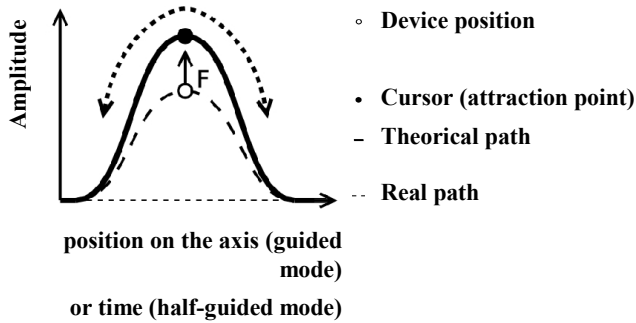 Amplitude
F
Device position
Cursor (attraction point)
Theorical path
Real path
position on the axis (guided
mode)
or time (half-guided mode)